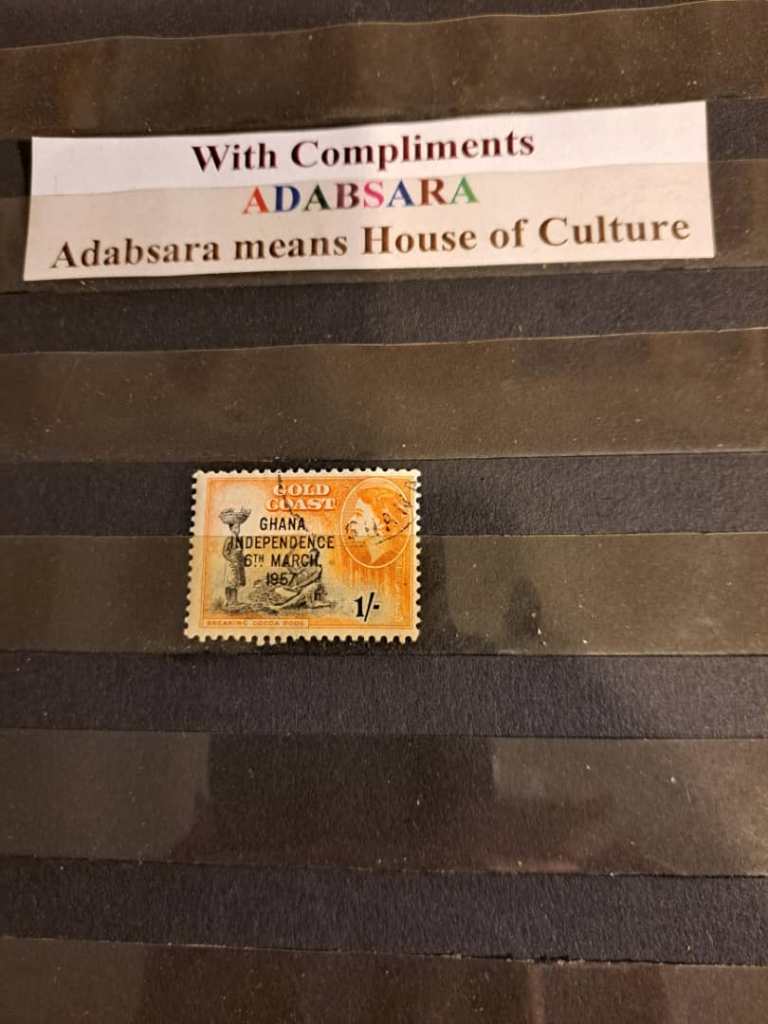 With Compliments
ADABSARA
Adabsara means House of Culture
GOLD
COAST
GHANA
INDEPENDENCE
6TH MARCH,
1957
1/-
BREAKING COCOA PODS